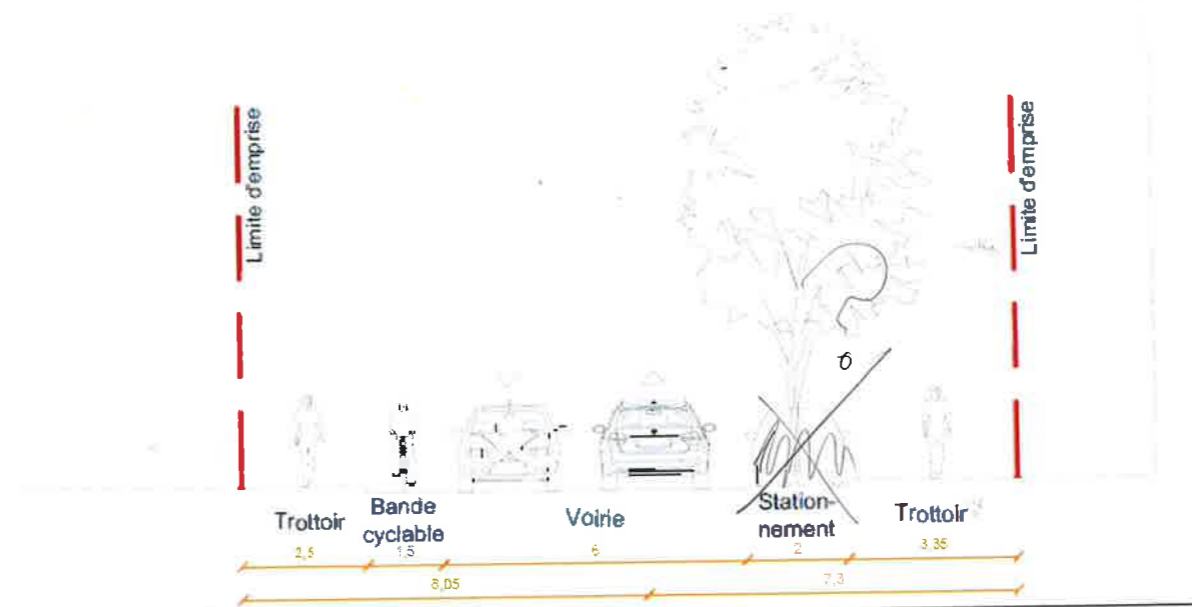 Limite d'emprise
Limite d'emprise
Trottoir
Bande
cyclable
Voirie
Station-
nement
Trottoir
2,5
1,5
6
2
3,35
8,05
7,3